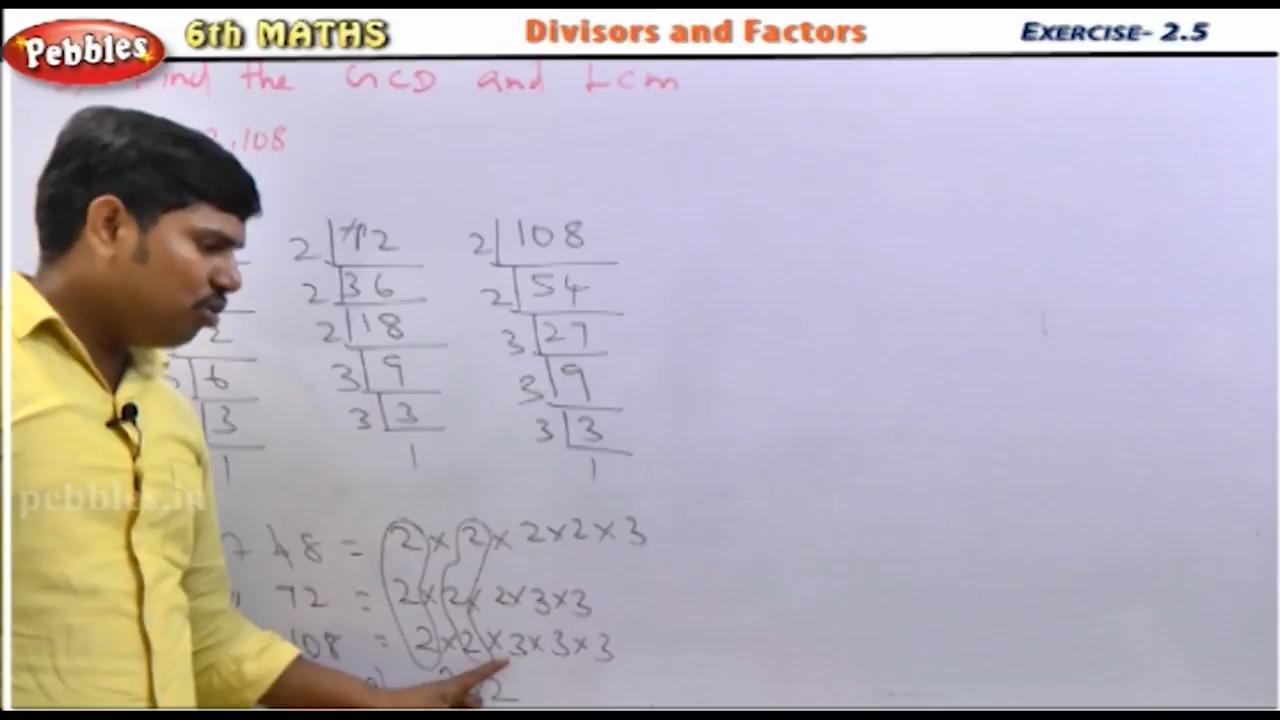 Pebbles 6th MATHS Divisors and Factors EXERCISE- 2.5
the GCD and LCM
,108
2 72 2 108
2 36 2 54
2 2 18 3 27
6 3 9 3 9
3 3 3 3 3
1 1 1
pebbles.in
48 = 2 × 2 × 2 × 2 × 3
72 = 2 × 2 × 2 × 3 × 3
108 = 2 × 2 × 3 × 3 × 3
2